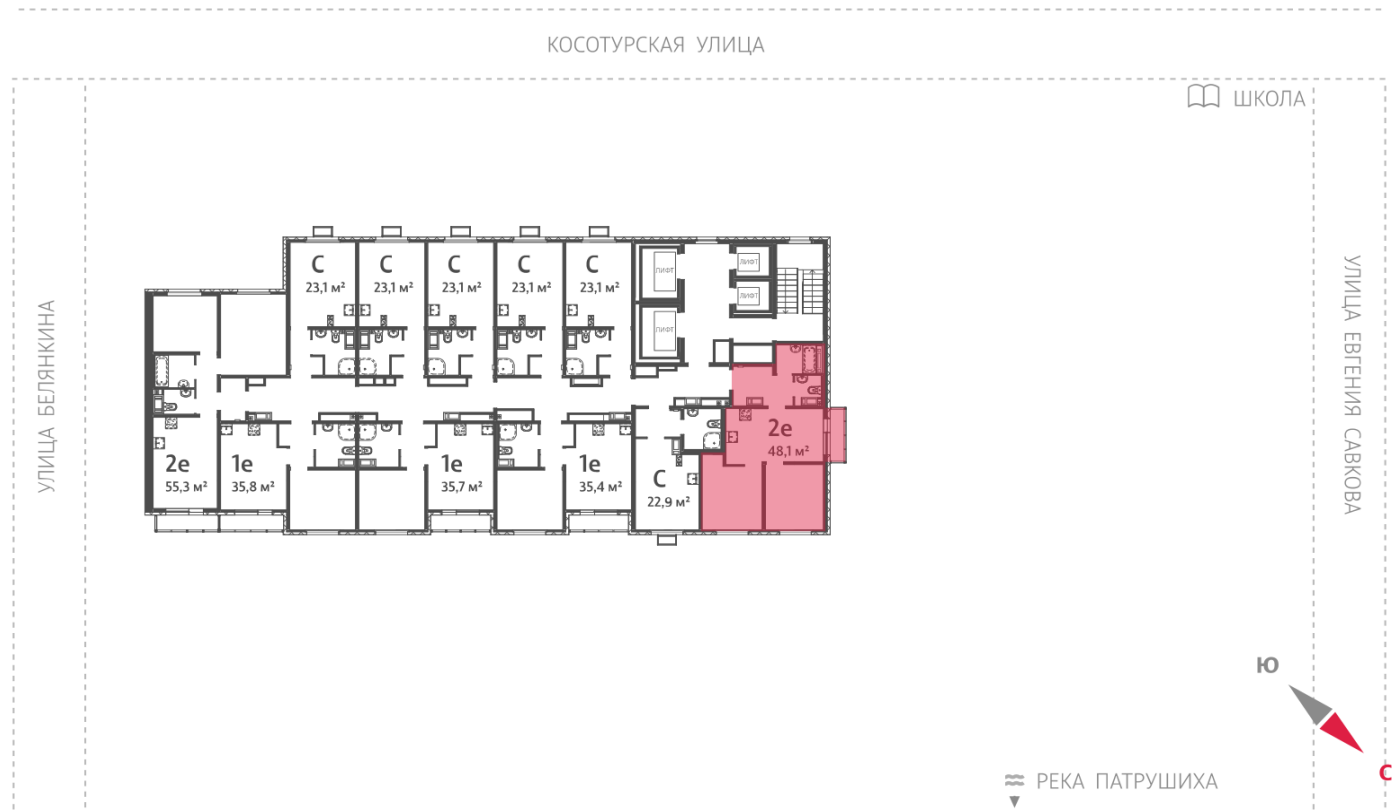 КОСОТУРСКАЯ УЛИЦА
ШКОЛА
С С С С С
23,1 м² 23,1 м² 23,1 м² 23,1 м² 23,1 м²
ЛИФТ ЛИФТ
ЛИФТ
ЛИФТ
УЛИЦА БЕЛЯНКИНА
УЛИЦА ЕВГЕНИЯ САВКОВА
2е
48,1 м²
2е 1е 1е 1е
55,3 м² 35,8 м² 35,7 м² 35,4 м²
С
22,9 м²
Ю
С
РЕКА ПАТРУШИХА